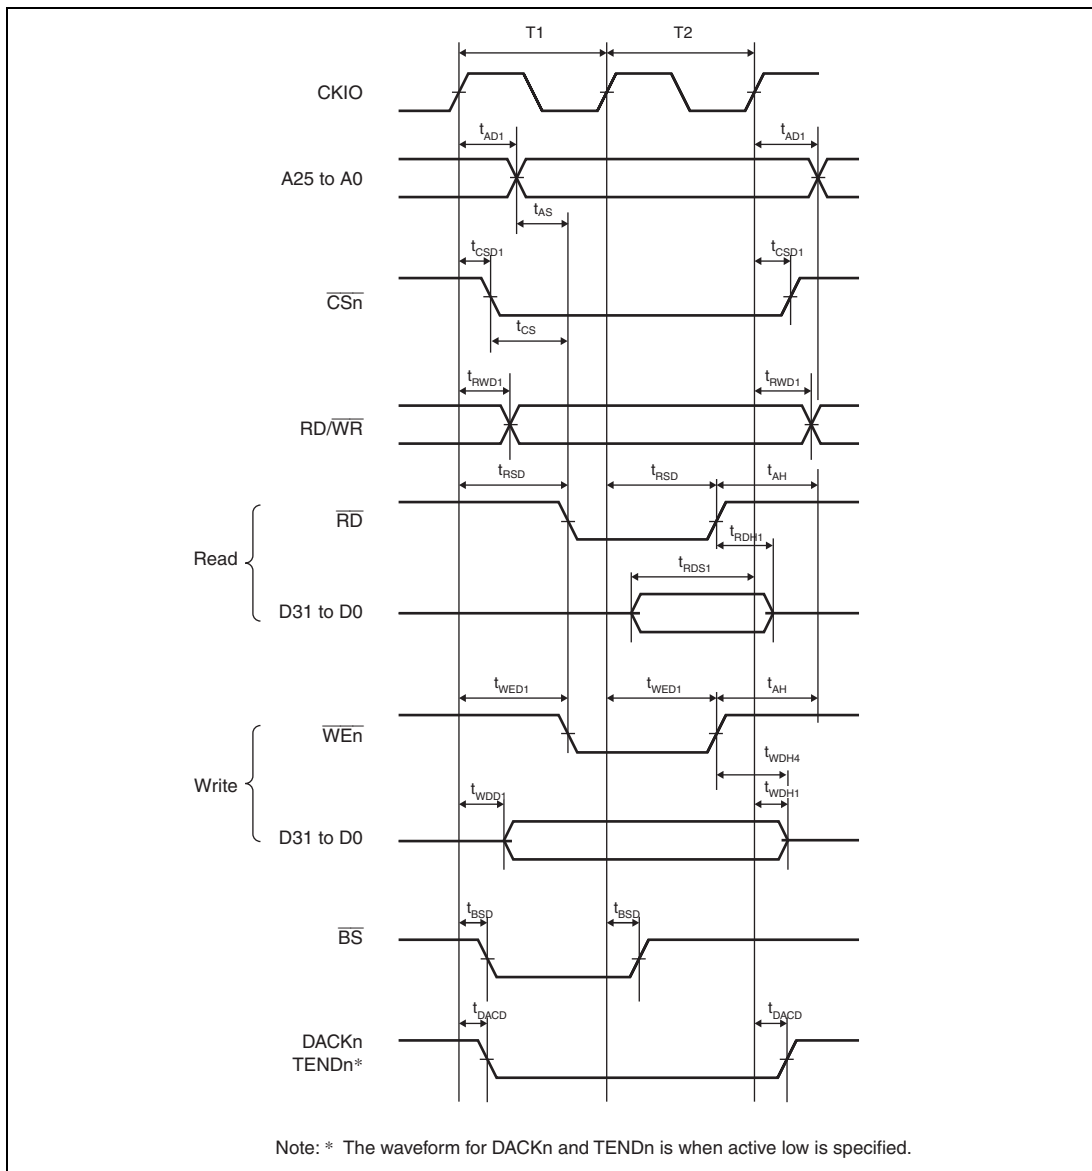 T1 T2
CKIO
tAD1 tAD1
A25 to A0
tAS
tCSD1 tCSD1
CSn
tCS
tRWD1 tRWD1
RD/WR
tRSD tRSD tAH
RD
tRDH1
Read
tRDS1
D31 to D0
tWED1 tWED1 tAH
WEn
tWDH4
Write
tWDD1 tWDH1
D31 to D0
tBSD tBSD
BS
tDACD tDACD
DACKn
TENDn*
Note: * The waveform for DACKn and TENDn is when active low is specified.